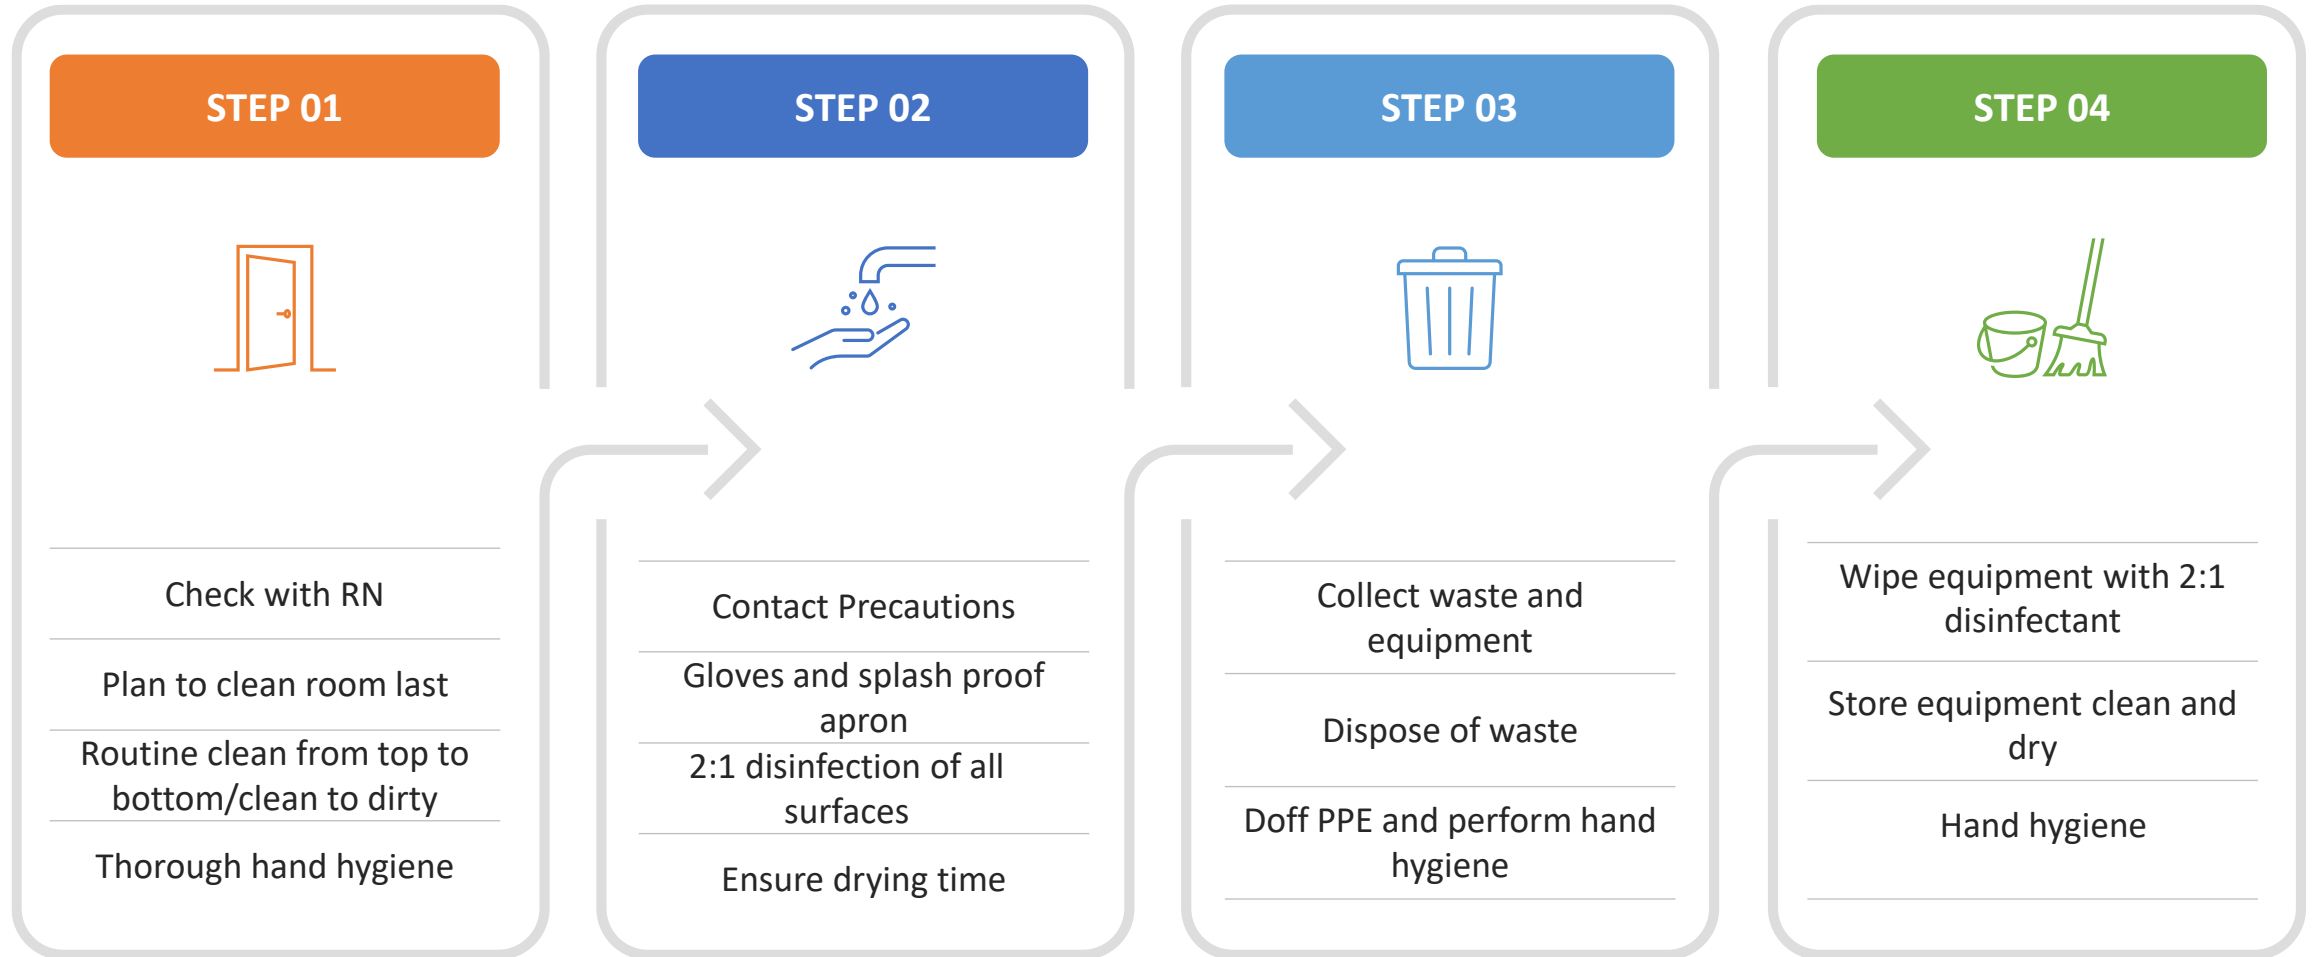 STEP 01
Check with RN
Plan to clean room last
Routine clean from top to
bottom/clean to dirty
Thorough hand hygiene
STEP 02
Contact Precautions
Gloves and splash proof
apron
2:1 disinfection of all
surfaces
Ensure drying time
STEP 03
Collect waste and
equipment
Dispose of waste
Doff PPE and perform hand
hygiene
STEP 04
Wipe equipment with 2:1
disinfectant
Store equipment clean and
dry
Hand hygiene